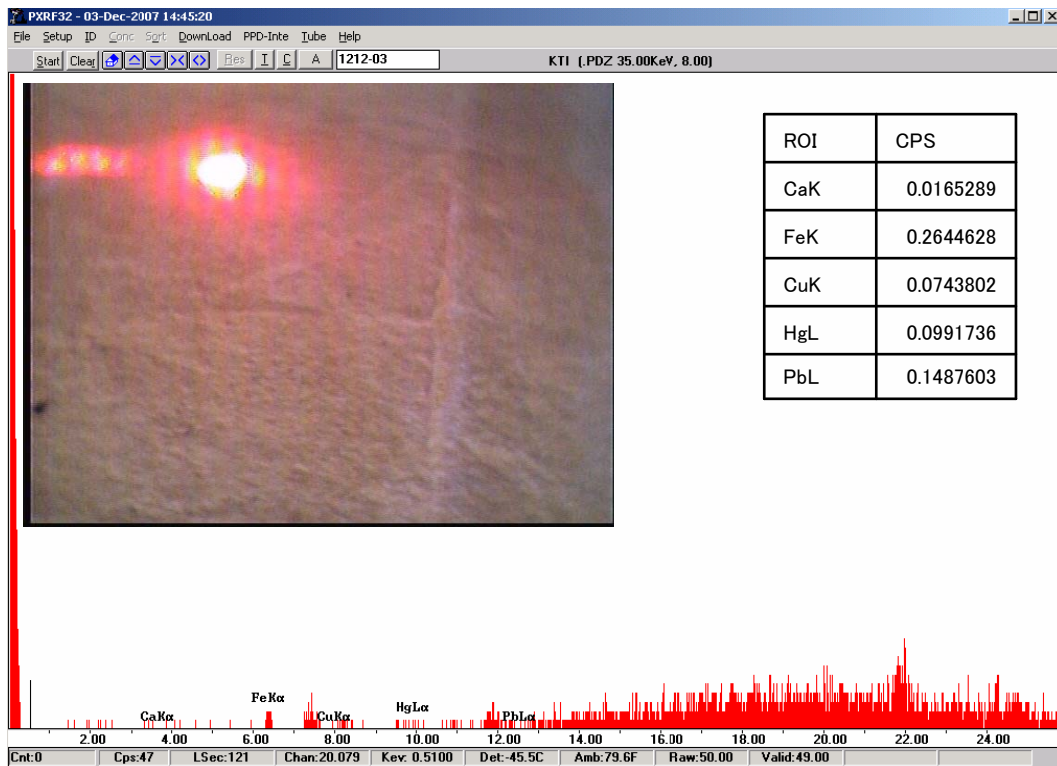 PXRF32 - 03-Dec-2007 14:45:20
File Setup ID Conc Sort DownLoad PPD-Inte Tube Help
Start Clear Res I C A 1212-03 KTI (.PDZ 35.00KeV, 8.00)
ROI CPS
CaK 0.0165289
FeK 0.2644628
CuK 0.0743802
HgL 0.0991736
PbL 0.1487603
FeKα
HgLα
CaKα CuKα PbLα
2.00 4.00 6.00 8.00 10.00 12.00 14.00 16.00 18.00 20.00 22.00 24.00
Cnt:0 Cps:47 LSec:121 Chan:20.079 Kev: 0.5100 Det:-45.5C Amb:79.6F Raw:50.00 Valid:49.00